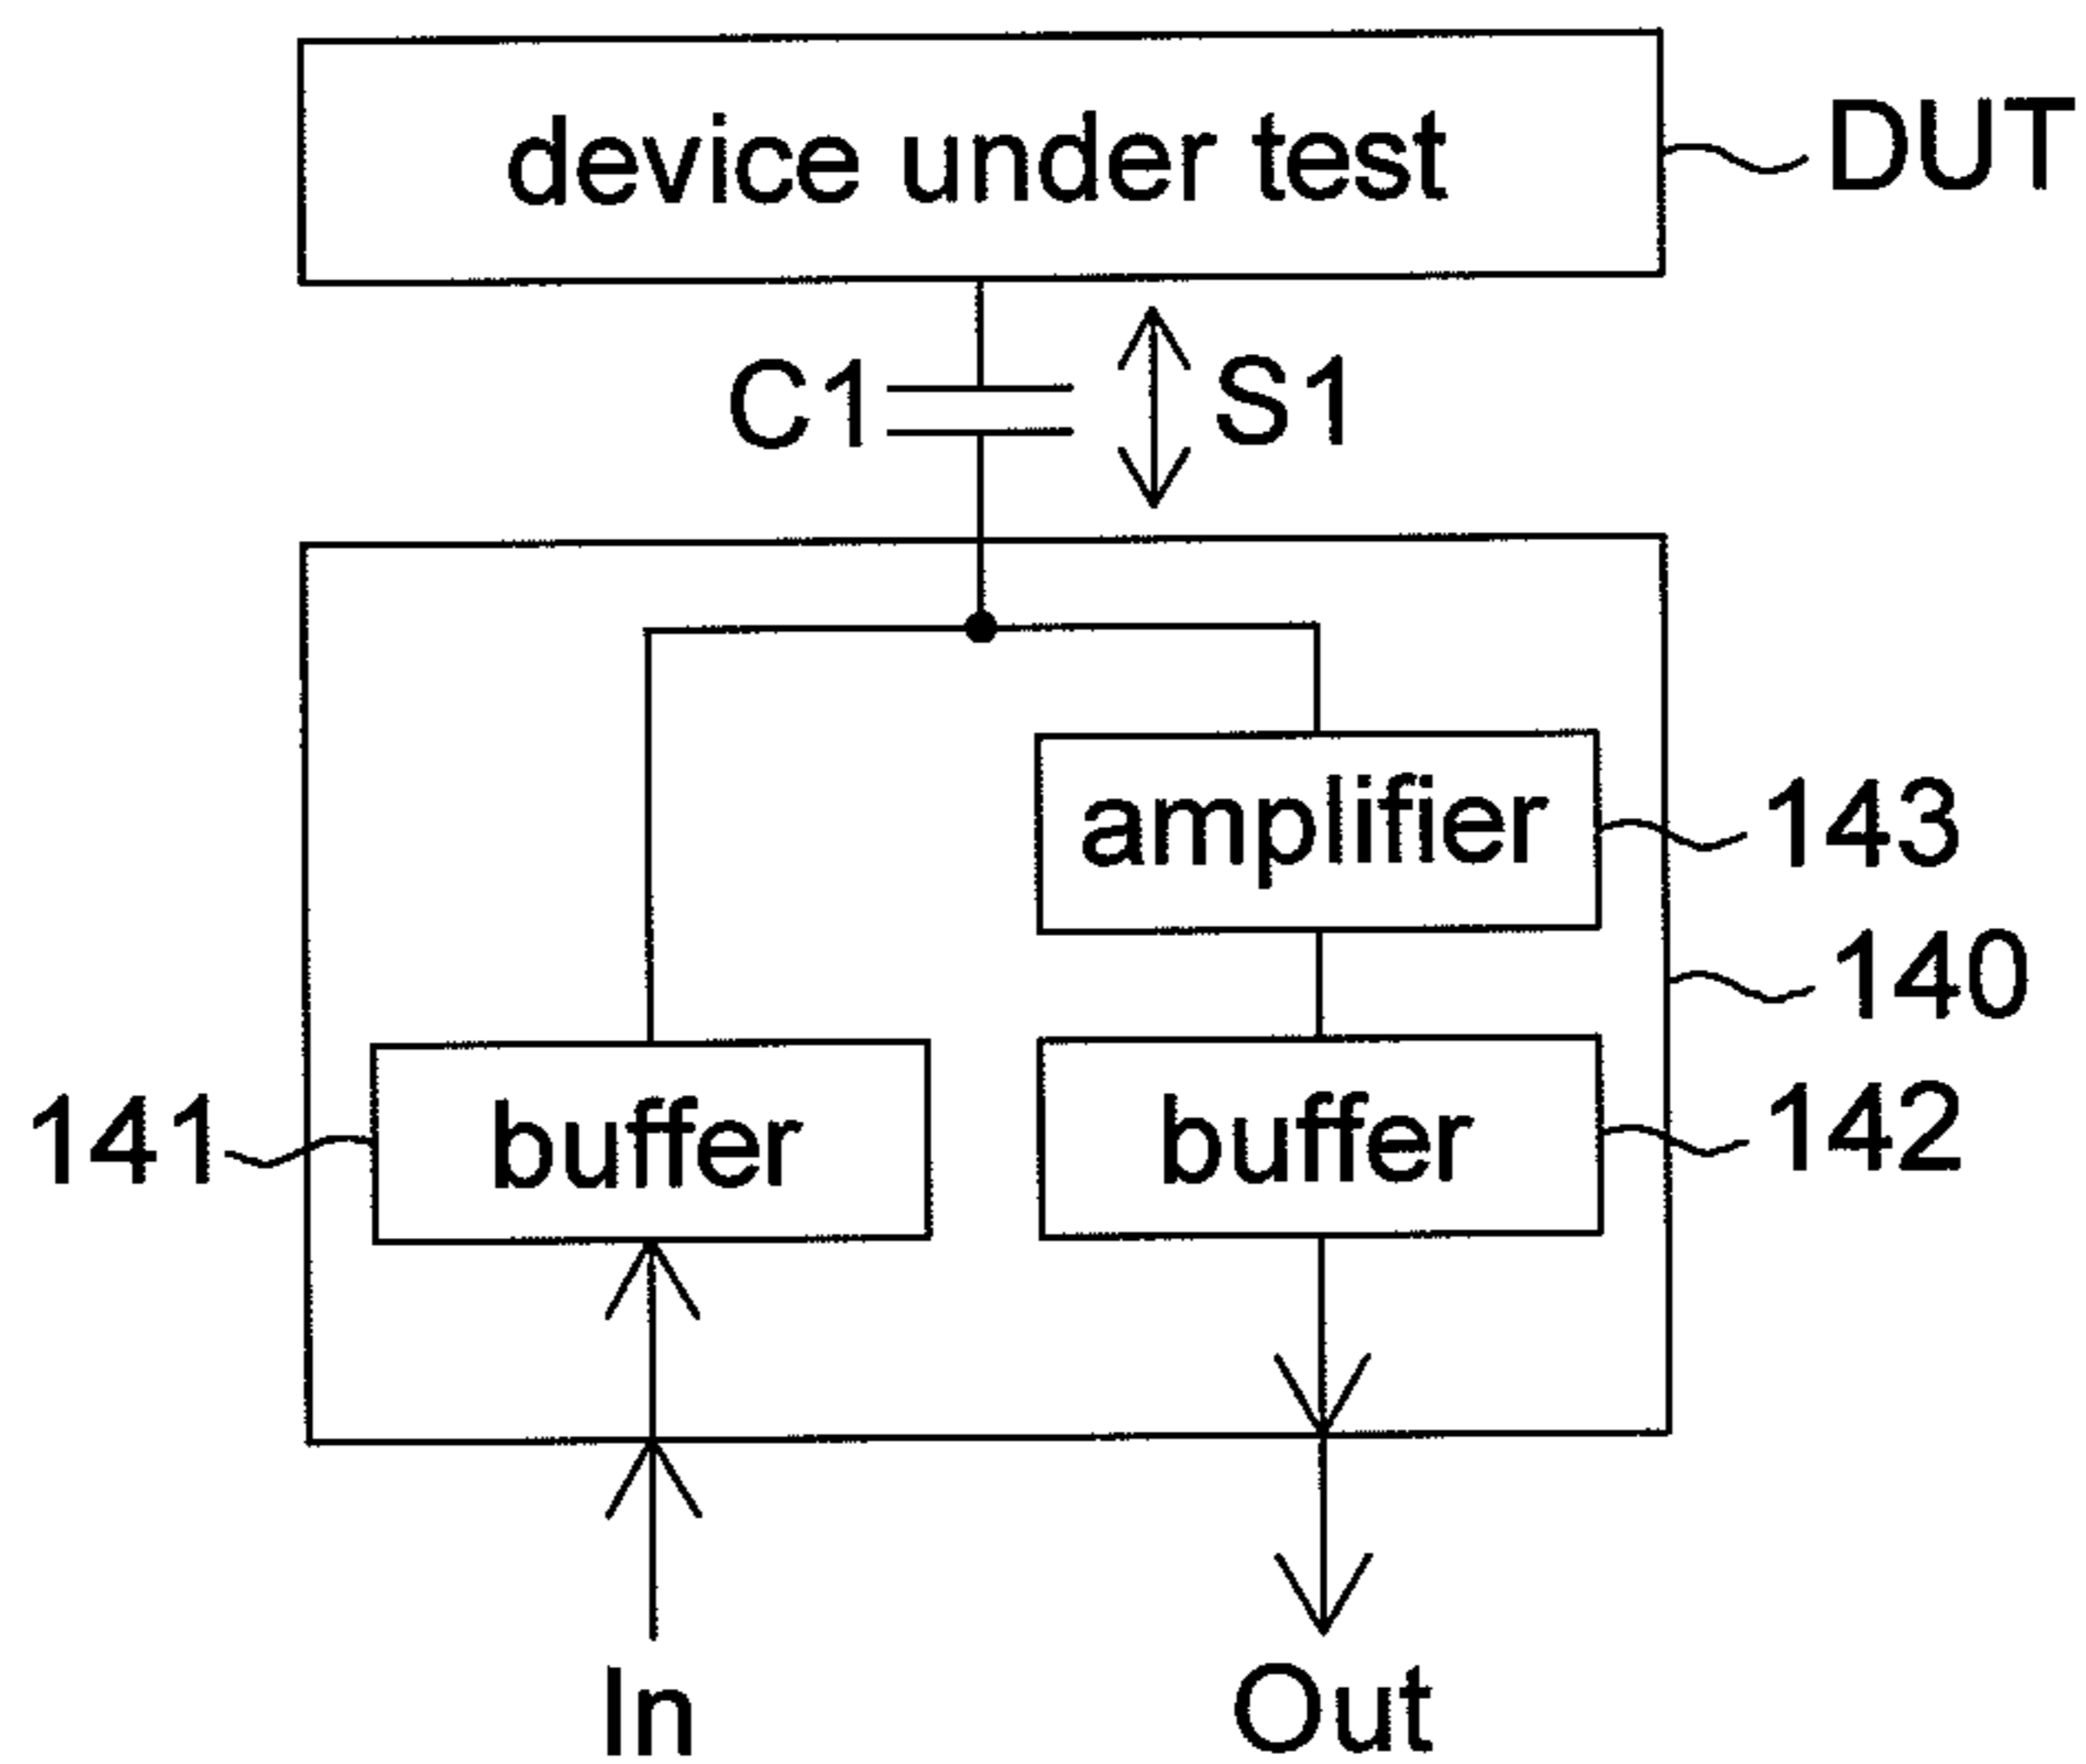 device under test DUT
C1 S1
amplifier 143
140
141 buffer buffer 142
In Out